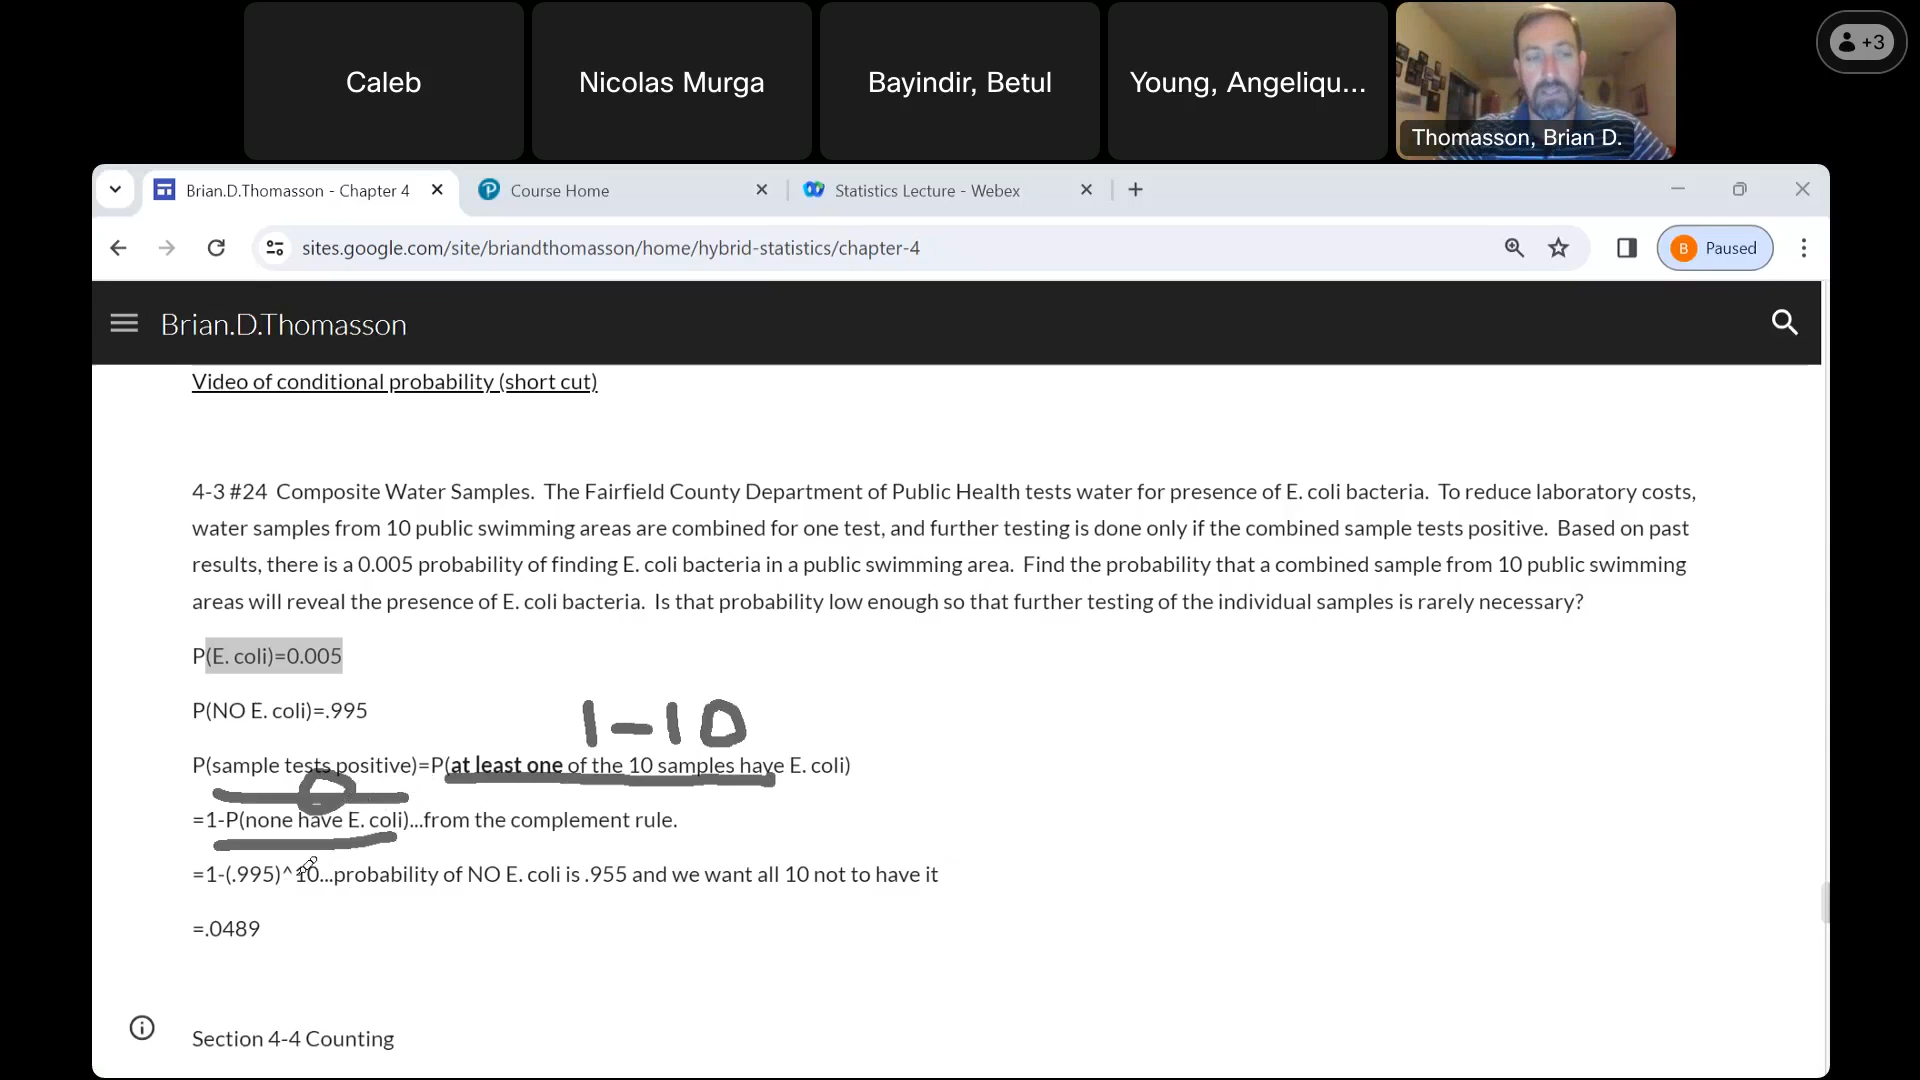 Caleb
Nicolas Murga
Bayindir, Betul
Young, Angeliqu...
Thomasson, Brian D.
+3
Brian.D.Thomasson - Chapter 4
Course Home
Statistics Lecture - Webex
sites.google.com/site/briandthomasson/home/hybrid-statistics/chapter-4
B Paused
Brian.D.Thomasson
Video of conditional probability (short cut)
4-3 #24 Composite Water Samples. The Fairfield County Department of Public Health tests water for presence of E. coli bacteria. To reduce laboratory costs,
water samples from 10 public swimming areas are combined for one test, and further testing is done only if the combined sample tests positive. Based on past
results, there is a 0.005 probability of finding E. coli bacteria in a public swimming area. Find the probability that a combined sample from 10 public swimming
areas will reveal the presence of E. coli bacteria. Is that probability low enough so that further testing of the individual samples is rarely necessary?
P(E. coli)=0.005
P(NO E. coli)=.995
1-10
P(sample tests positive)=P(at least one of the 10 samples have E. coli)
0
=1-P(none have E. coli)...from the complement rule.
=1-(.995)^10...probability of NO E. coli is .955 and we want all 10 not to have it
=.0489
Section 4-4 Counting